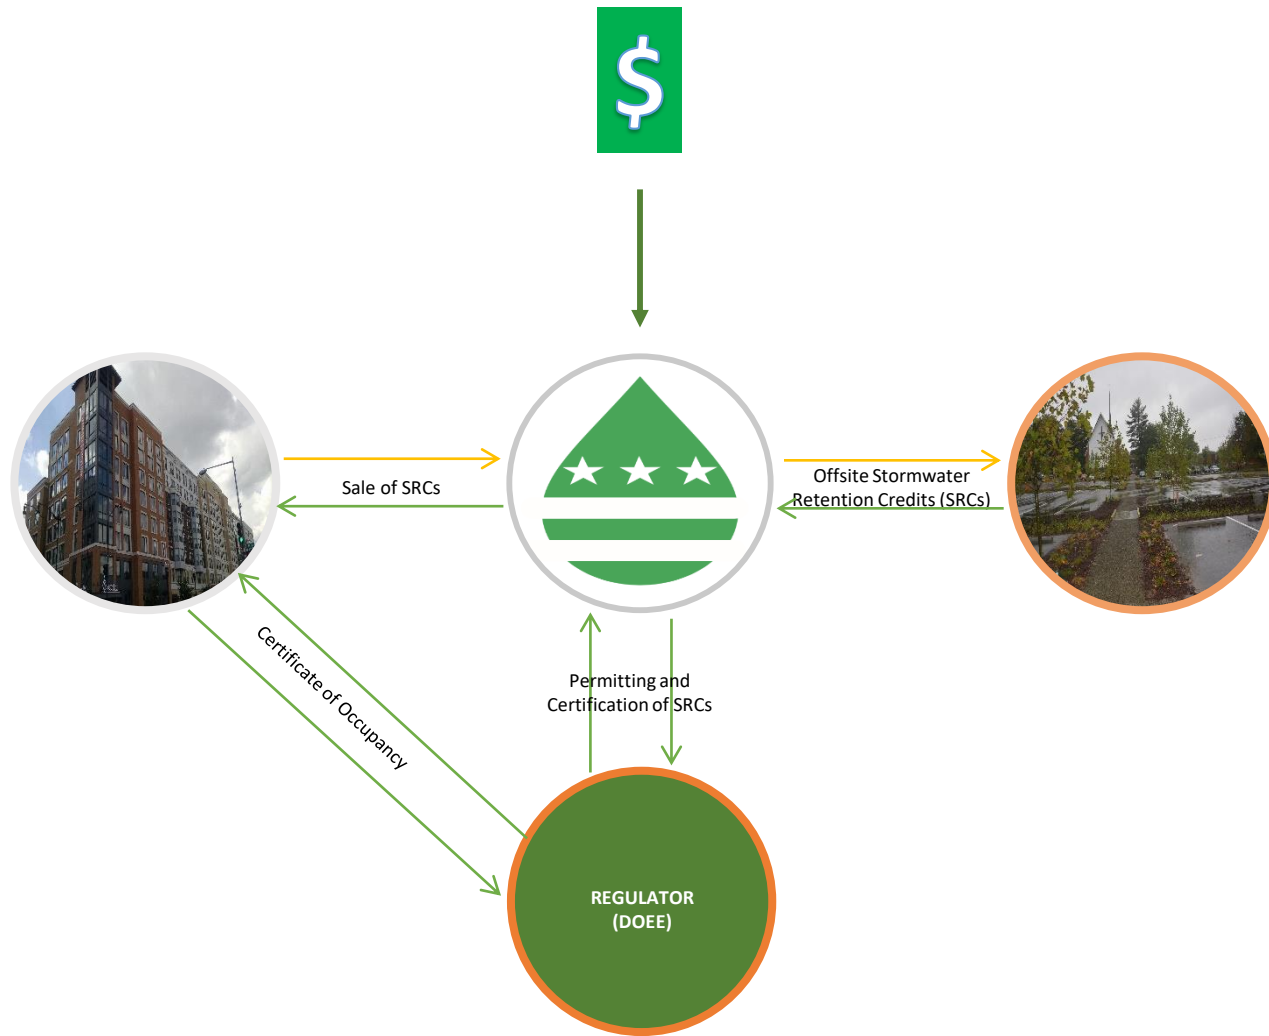 $
Sale of SRCs
Offsite Stormwater
Retention Credits (SRCs)
Certificate of Occupancy
Permitting and
Certification of SRCs
REGULATOR
(DOEE)